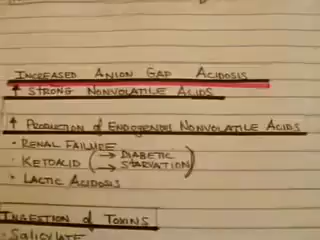 INCREASED ANION GAP ACIDOSIS
↑ STRONG NONVOLATILE ACIDS
↑ PRODUCTION of ENDOGENOUS NONVOLATILE ACIDS
• RENAL FAILURE
• KETOACID (→ DIABETIC
→ STARVATION)
• LACTIC ACIDOSIS
INGESTION of TOXINS
• SALICYLATE